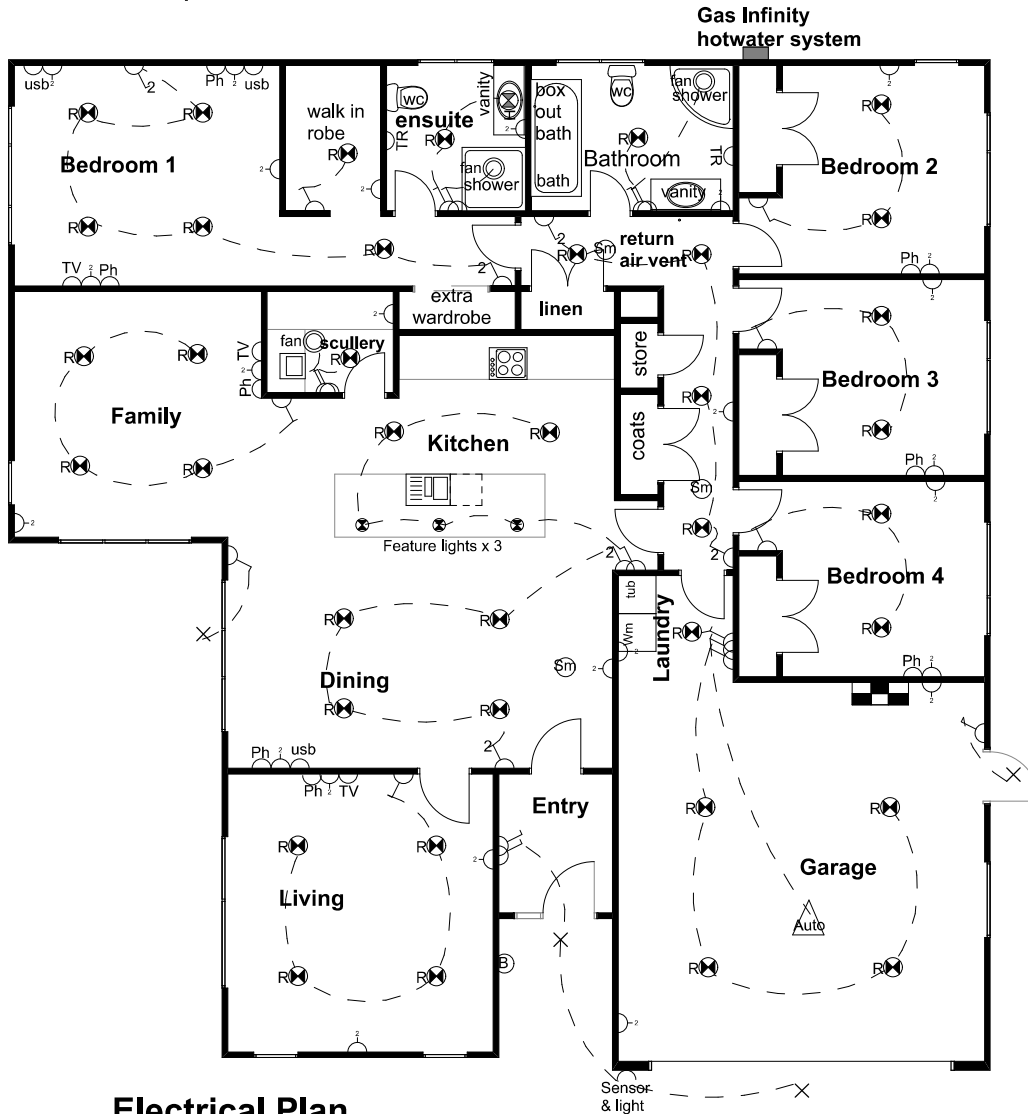 Gas Infinity
hotwater system
usb 2
2
Ph 2 usb
R
R
Bedroom 1
R
R
2
TV 2 Ph
walk in
robe
R
2
wc
ensuite
TR
R
vanity
2
fan
shower
R
2
box
out
bath
bath
wc
R
Bathroom
fan
shower
TR
vanity
2
2
Sm
R
return
air vent
R
R
Bedroom 2
2
R
Ph 2
extra
wardrobe
linen
2
fan
scullery
R
TV
2
Ph
R
R
Family
R
R
2
store
coats
R
Kitchen
R
R
Feature lights x 3
2
R
Sm
R
2
2
R
Bedroom 3
R
Ph 2
2
R
Bedroom 4
R
Ph 2
2
2
R
R
Dining
Sm
R
R
2
tub
Wm
Laundry
R
2
Ph 2 usb
Ph 2 TV
2
Entry
2
R
R
Living
R
R
2
B
R
R
Garage
Auto
R
R
2
Sensor
& light
Electrical Plan